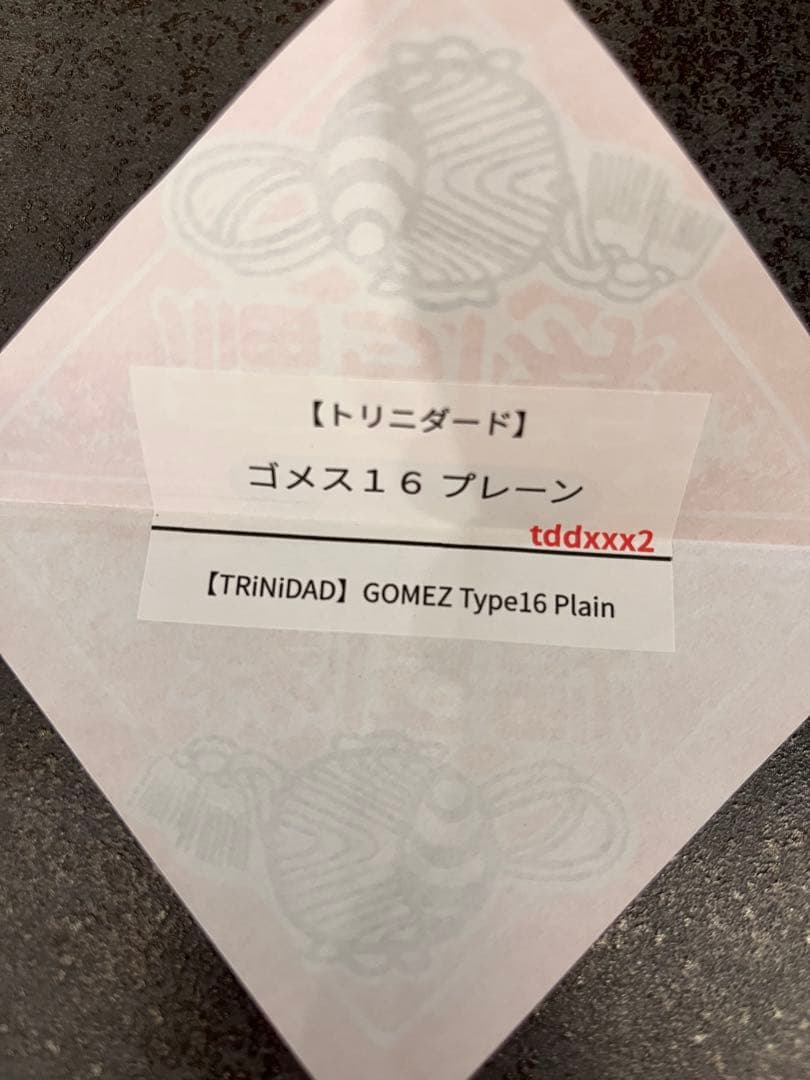 【トリニダード】
ゴメス１６ プレーン
tddxxx2
【TRiNiDAD】GOMEZ Type16 Plain